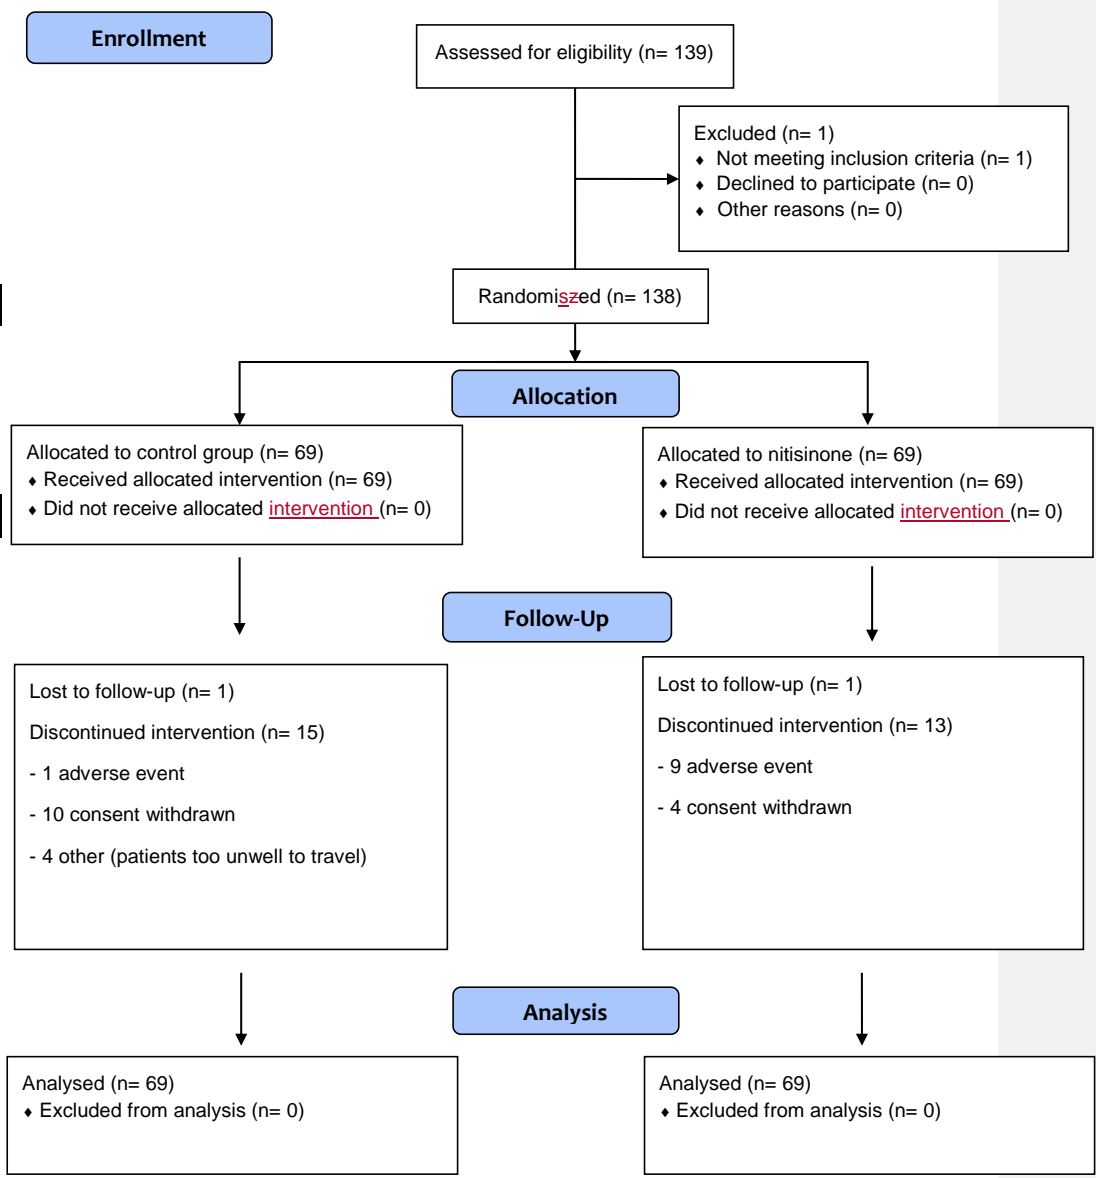 Enrollment
Assessed for eligibility (n= 139)
Excluded (n= 1)
♦ Not meeting inclusion criteria (n= 1)
♦ Declined to participate (n= 0)
♦ Other reasons (n= 0)
Randomiszed (n= 138)
Allocation
Allocated to control group (n= 69)
♦ Received allocated intervention (n= 69)
♦ Did not receive allocated intervention (n= 0)
Allocated to nitisinone (n= 69)
♦ Received allocated intervention (n= 69)
♦ Did not receive allocated intervention (n= 0)
Follow-Up
Lost to follow-up (n= 1)
Discontinued intervention (n= 15)
- 1 adverse event
- 10 consent withdrawn
- 4 other (patients too unwell to travel)
Lost to follow-up (n= 1)
Discontinued intervention (n= 13)
- 9 adverse event
- 4 consent withdrawn
Analysis
Analysed (n= 69)
♦ Excluded from analysis (n= 0)
Analysed (n= 69)
♦ Excluded from analysis (n= 0)